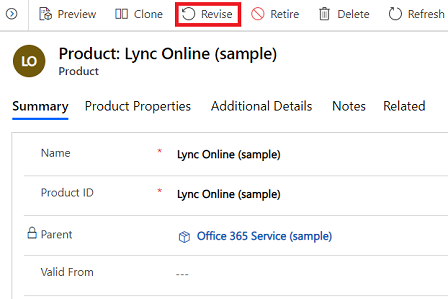 Preview Clone Revise Retire Delete Refresh
LO
Product: Lync Online (sample)
Product
Summary Product Properties Additional Details Notes Related
Name * Lync Online (sample)
Product ID * Lync Online (sample)
Parent Office 365 Service (sample)
Valid From ---